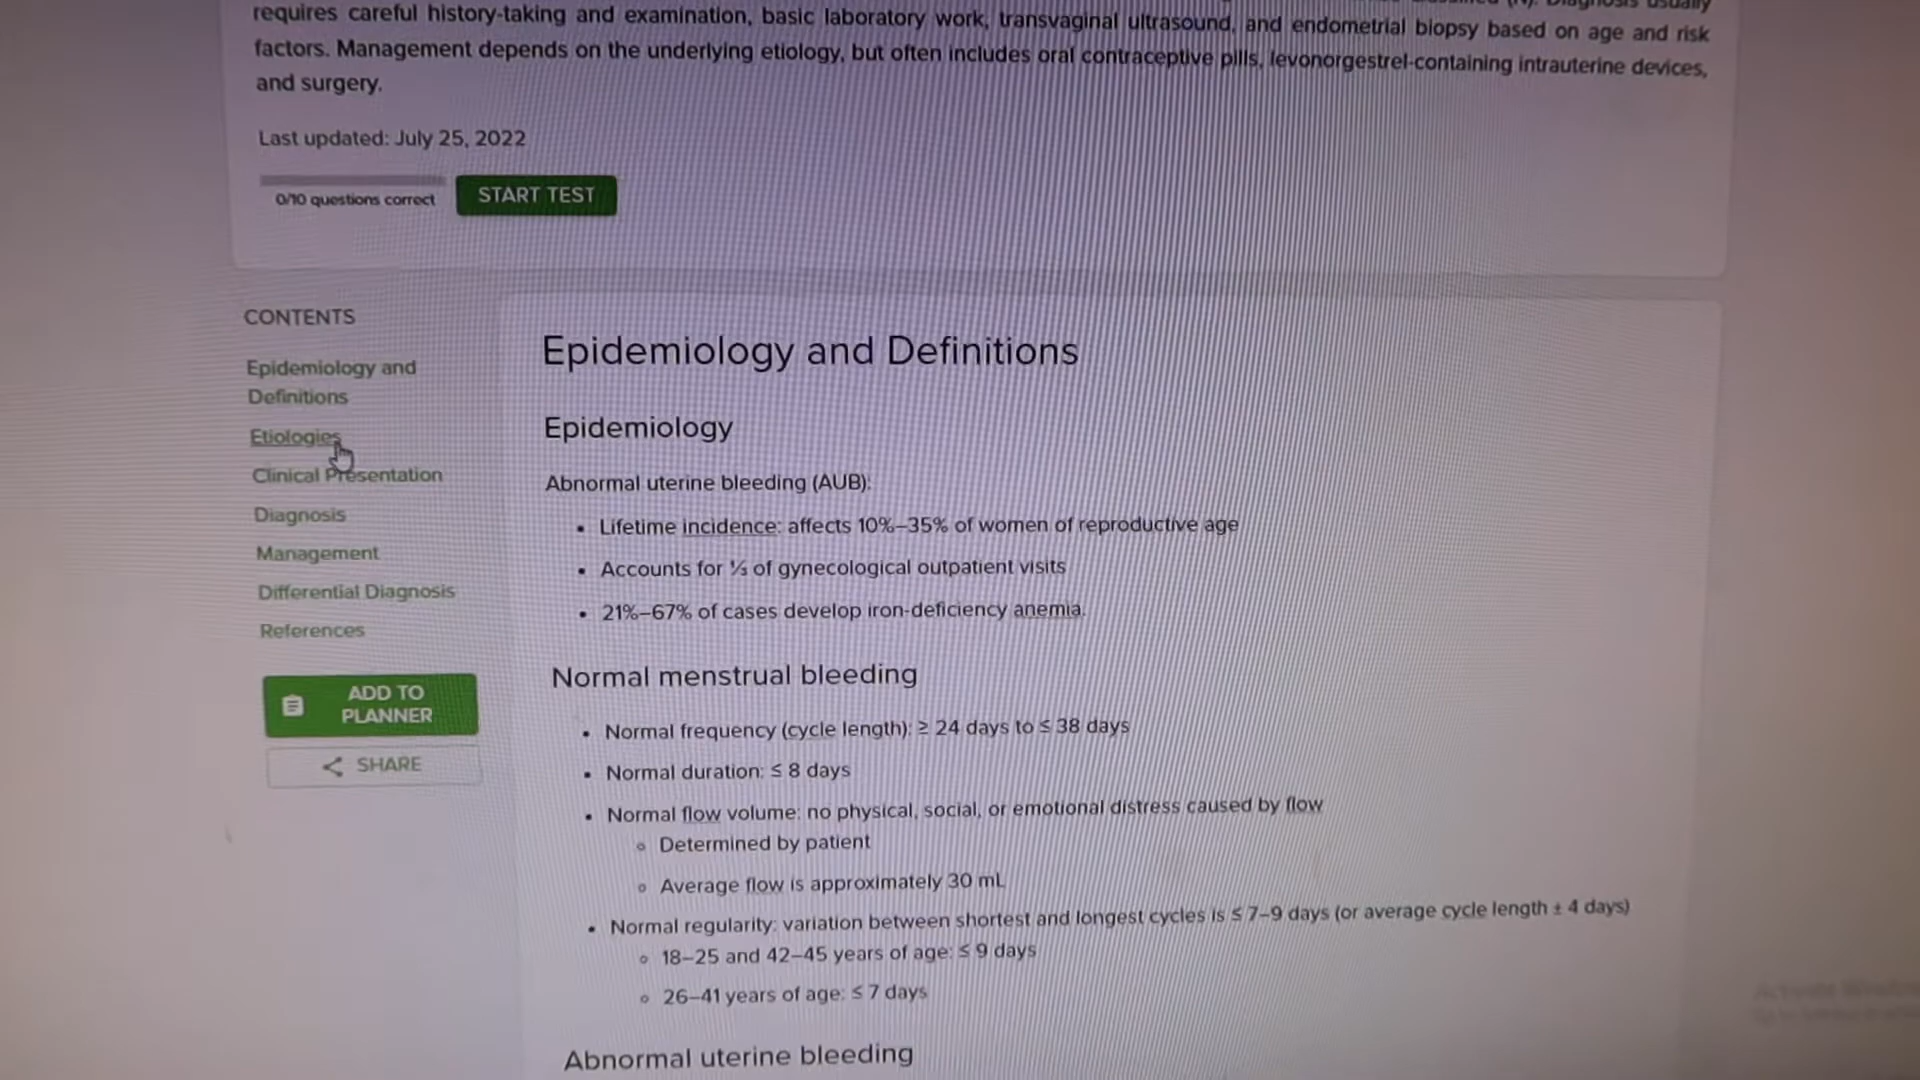 requires careful history-taking and examination, basic laboratory work, transvaginal ultrasound, and endometrial biopsy based on age and risk
factors. Management depends on the underlying etiology, but often includes oral contraceptive pills, levonorgestrel-containing intrauterine devices,
and surgery.
Last updated: July 25, 2022
0/10 questions correct
START TEST
CONTENTS
Epidemiology and
Definitions
Etiologies
Clinical Presentation
Diagnosis
Management
Differential Diagnosis
References
ADD TO
PLANNER
SHARE
Epidemiology and Definitions
Epidemiology
Abnormal uterine bleeding (AUB):
• Lifetime incidence: affects 10%–35% of women of reproductive age
• Accounts for ⅓ of gynecological outpatient visits
• 21%–67% of cases develop iron-deficiency anemia.
Normal menstrual bleeding
• Normal frequency (cycle length): ≥ 24 days to ≤ 38 days
• Normal duration: ≤ 8 days
• Normal flow volume: no physical, social, or emotional distress caused by flow
◦ Determined by patient
◦ Average flow is approximately 30 mL
• Normal regularity: variation between shortest and longest cycles is ≤ 7–9 days (or average cycle length ± 4 days)
◦ 18–25 and 42–45 years of age: ≤ 9 days
◦ 26–41 years of age: ≤ 7 days
Abnormal uterine bleeding